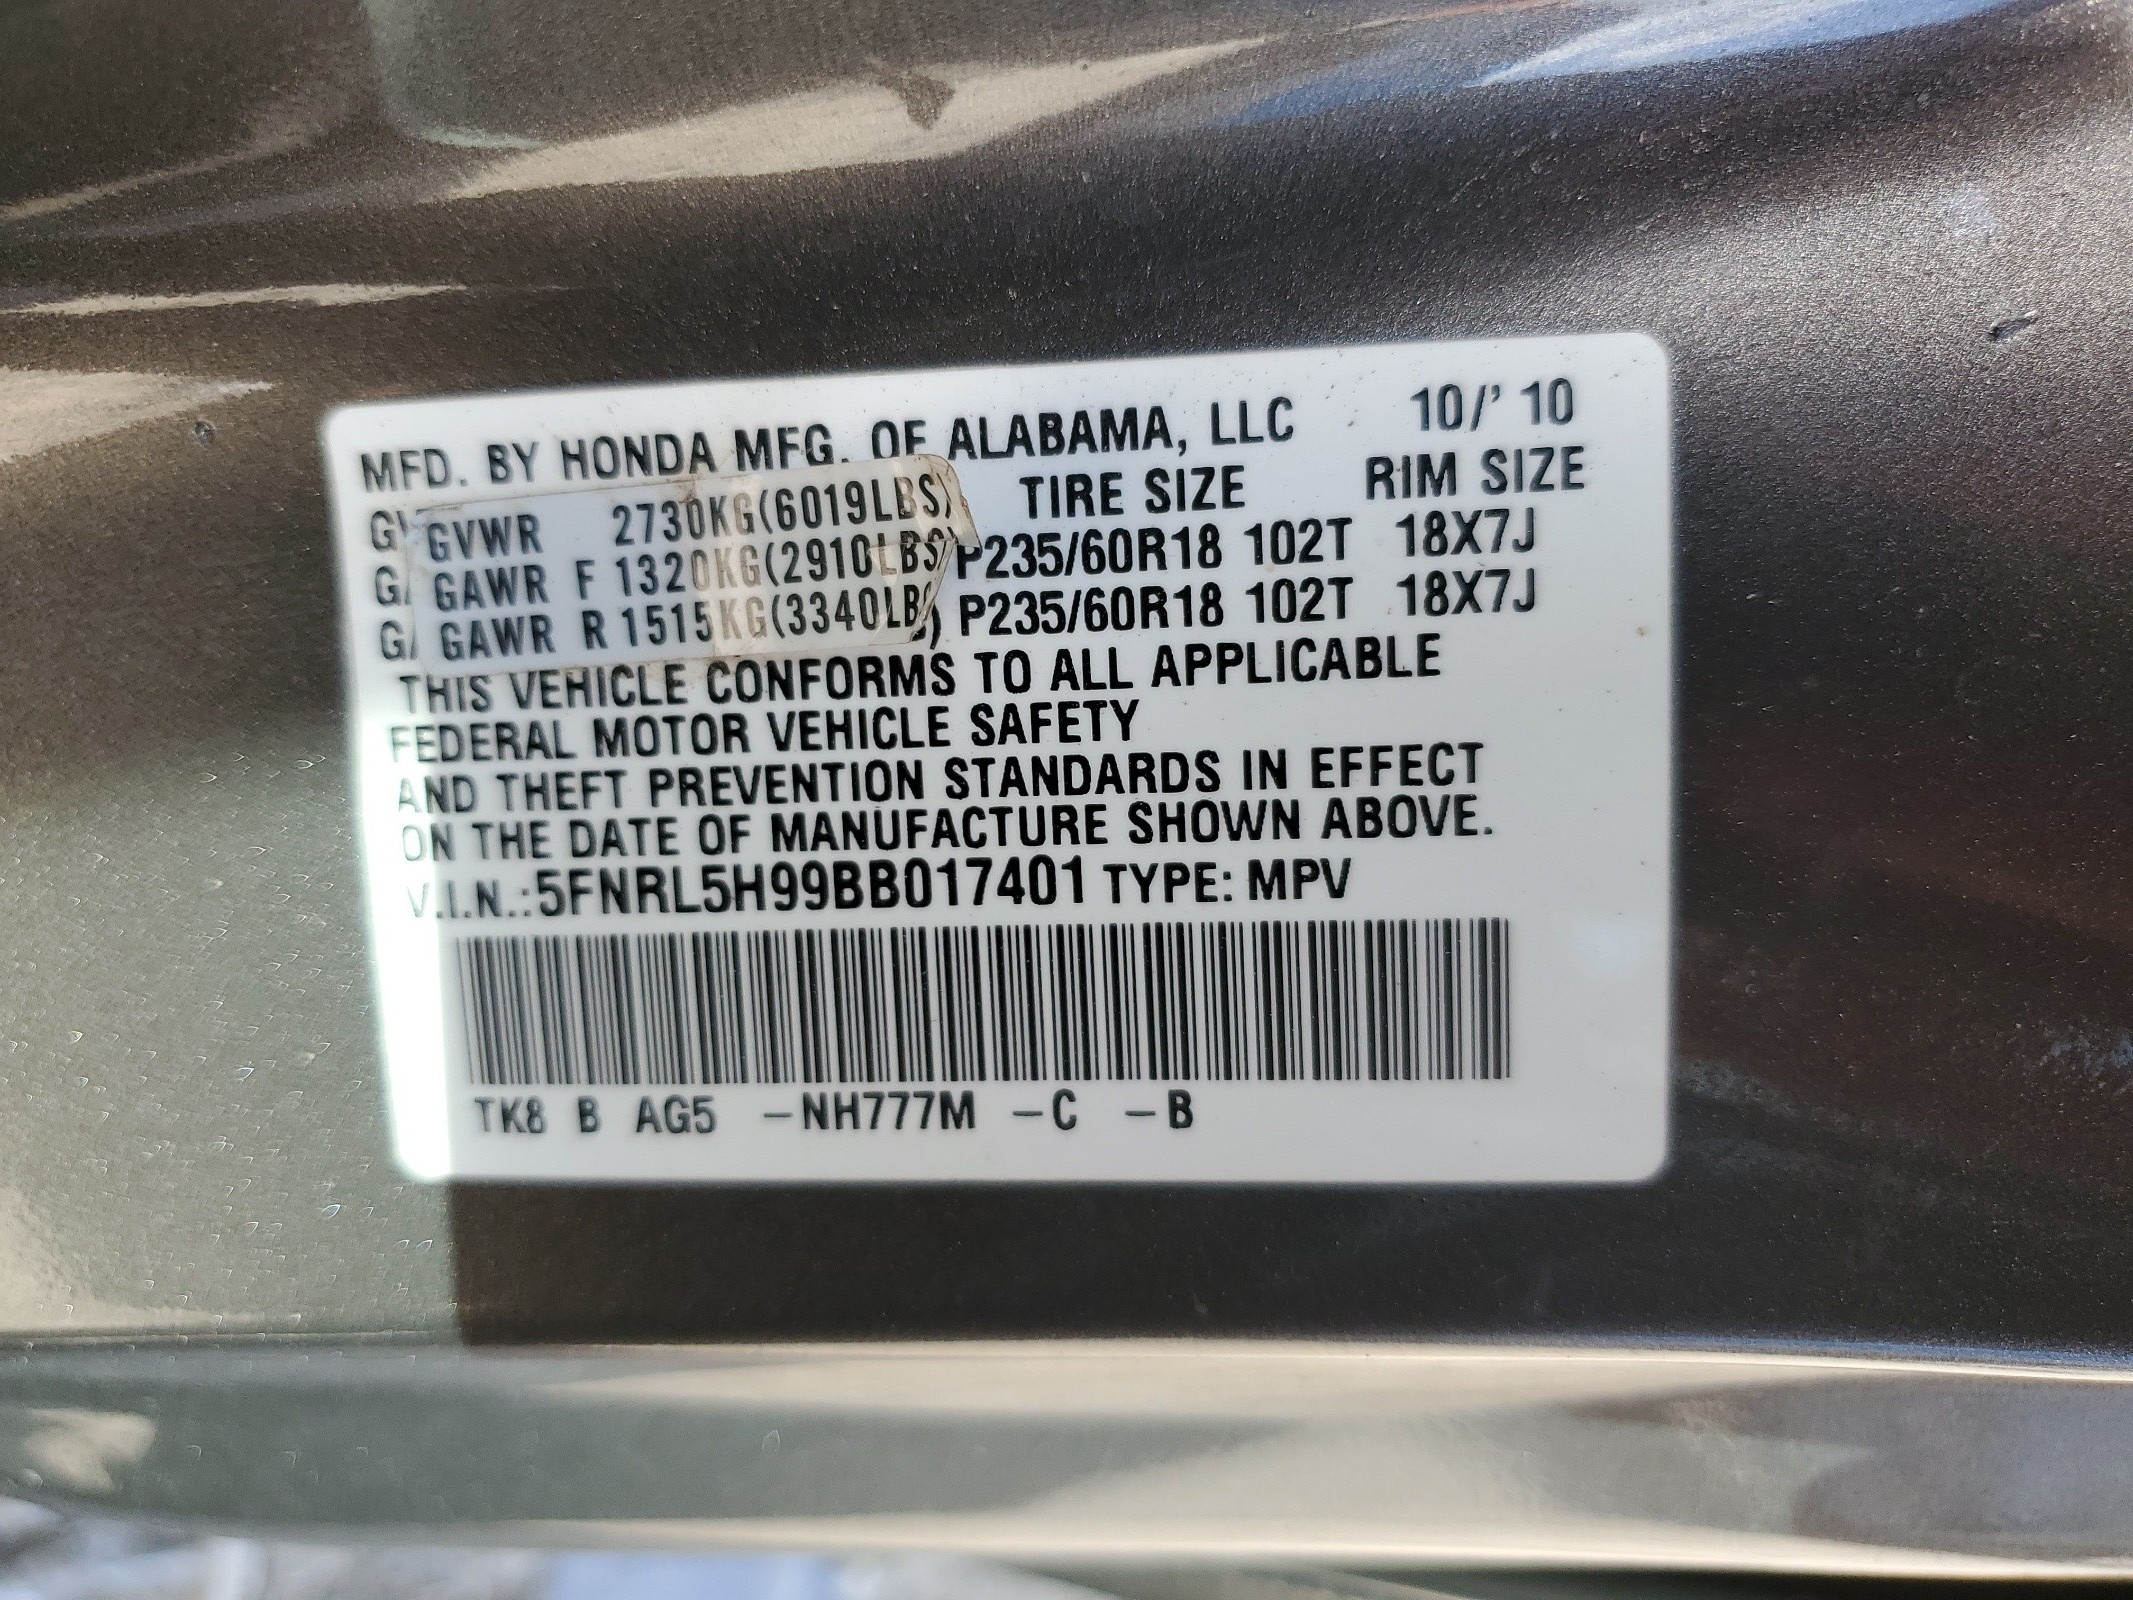 MFD. BY HONDA MFG. OF ALABAMA, LLC 10/'10
TIRE SIZE RIM SIZE
GVWR 2730KG(6019LBS)
GAWR F 1320KG(2910LBS) P235/60R18 102T 18X7J
GAWR R 1515KG(3340LBS) P235/60R18 102T 18X7J
THIS VEHICLE CONFORMS TO ALL APPLICABLE
FEDERAL MOTOR VEHICLE SAFETY
AND THEFT PREVENTION STANDARDS IN EFFECT
ON THE DATE OF MANUFACTURE SHOWN ABOVE.
V.I.N.:5FNRL5H99BB017401 TYPE: MPV
TK8 B AG5 –NH777M –C –B